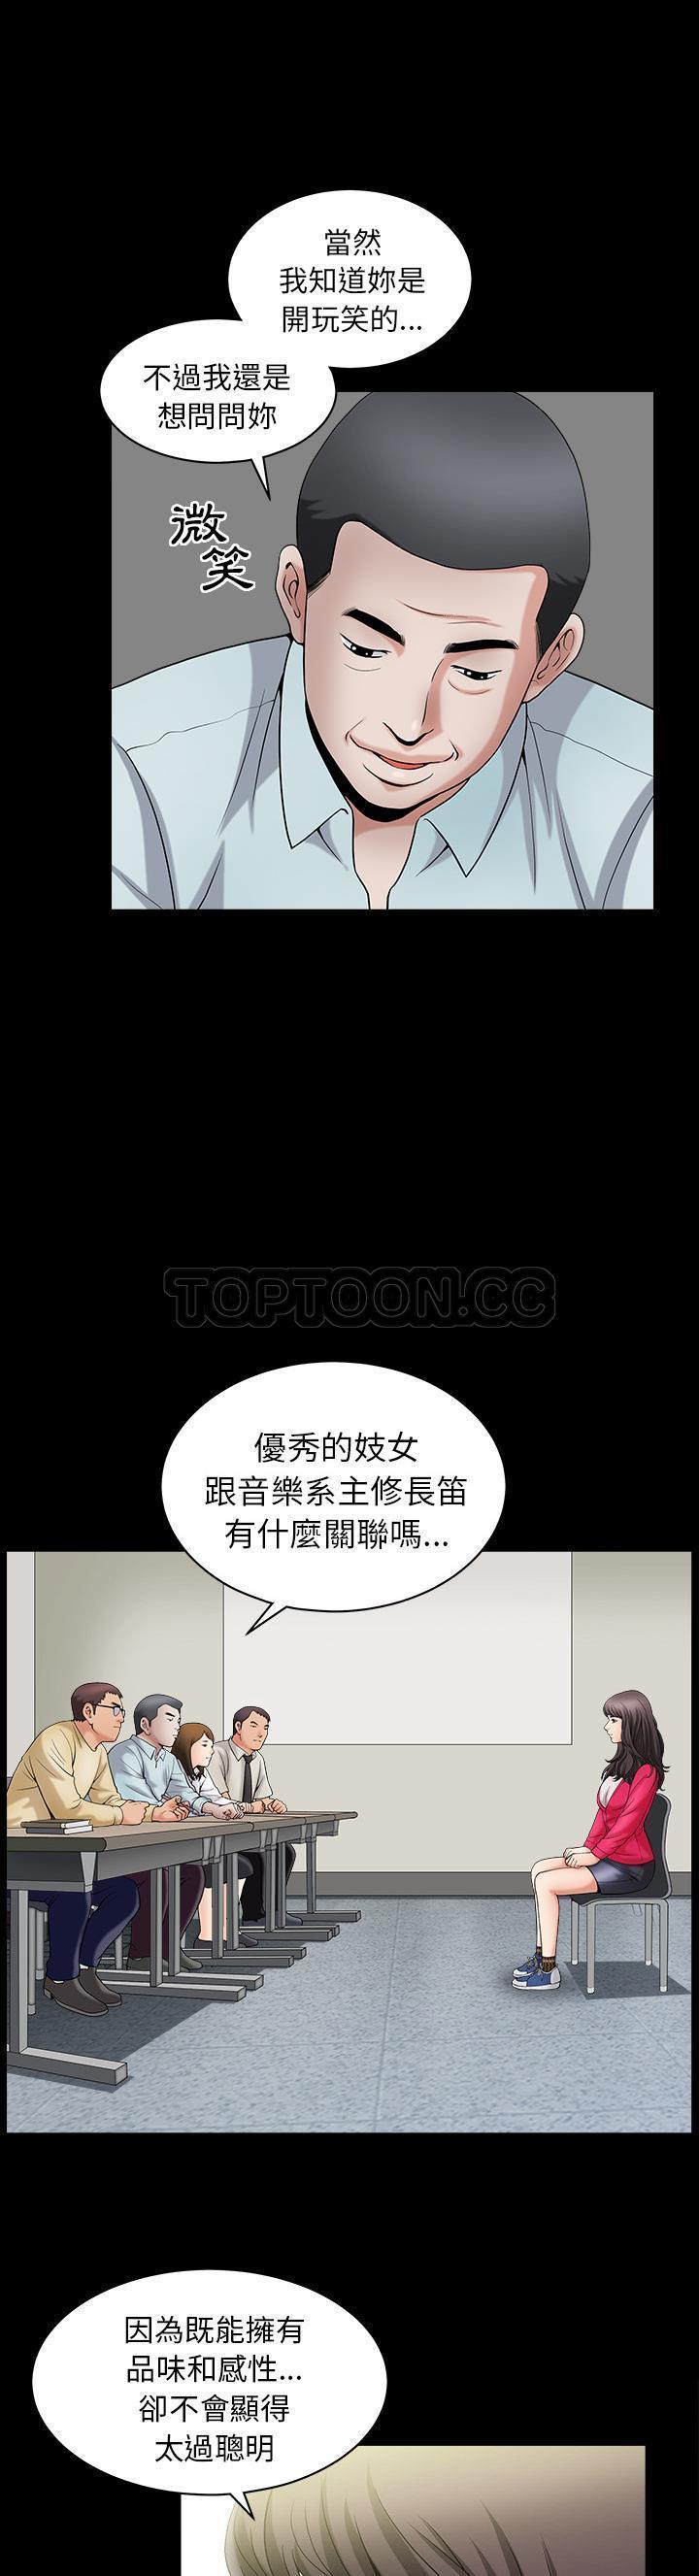 當然
我知道妳是
開玩笑的...
不過我還是
想問問妳
微
笑
TOPTOON.CC
優秀的妓女
跟音樂系主修長笛
有什麼關聯嗎...
因為既能擁有
品味和感性...
卻不會顯得
太過聰明